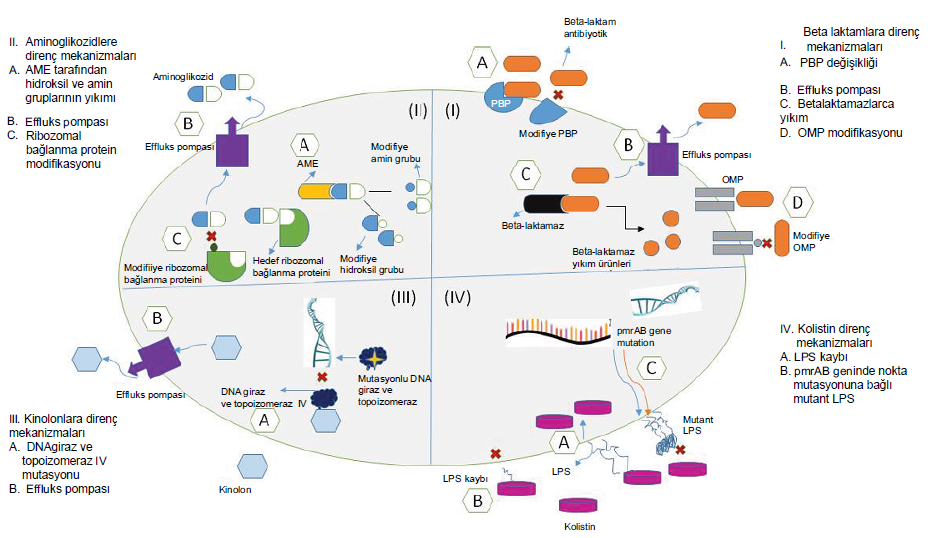 II. Aminoglikozidlere
direnç mekanizmaları
A. AME tarafından
hidroksil ve amin
gruplarının yıkımı
B. Effluks pompası
C. Ribozomal
bağlanma protein
modifikasyonu
Beta laktamlara direnç
I. mekanizmaları
A. PBP değişikliği
B. Effluks pompası
C. Betalaktamazlarca
yıkım
D. OMP modifikasyonu
(II)
Aminoglikozid
B
Effluks pompası
A
AME
Modifiye
amin grubu
C
Modifiiye ribozomal
bağlanma proteini
Hedef ribozomal
bağlanma proteini
Modifiye
hidroksil grubu
(I)
Beta-laktam
antibiyotik
A
PBP
Modifiye PBP
B
Effluks pompası
C
Beta-laktamaz
Beta-laktamaz
yıkım ürünleri
OMP
D
Modifiye
OMP
(III)
B
Effluks pompası
DNA giraz
ve topoizomeraz IV
A
Mutasyonlu DNA
giraz ve
topoizomeraz
Kinolon
III. Kinolonlara direnç
mekanizmaları
A. DNAgiraz ve
topoizomeraz IV
mutasyonu
B. Effluks pompası
(IV)
pmrAB gene
mutation
C
Mutant
LPS
A
LPS
LPS kaybı
B
Kolistin
IV. Kolistin direnç
mekanizmaları
A. LPS kaybı
B. pmrAB geninde nokta
mutasyonuna bağlı
mutant LPS